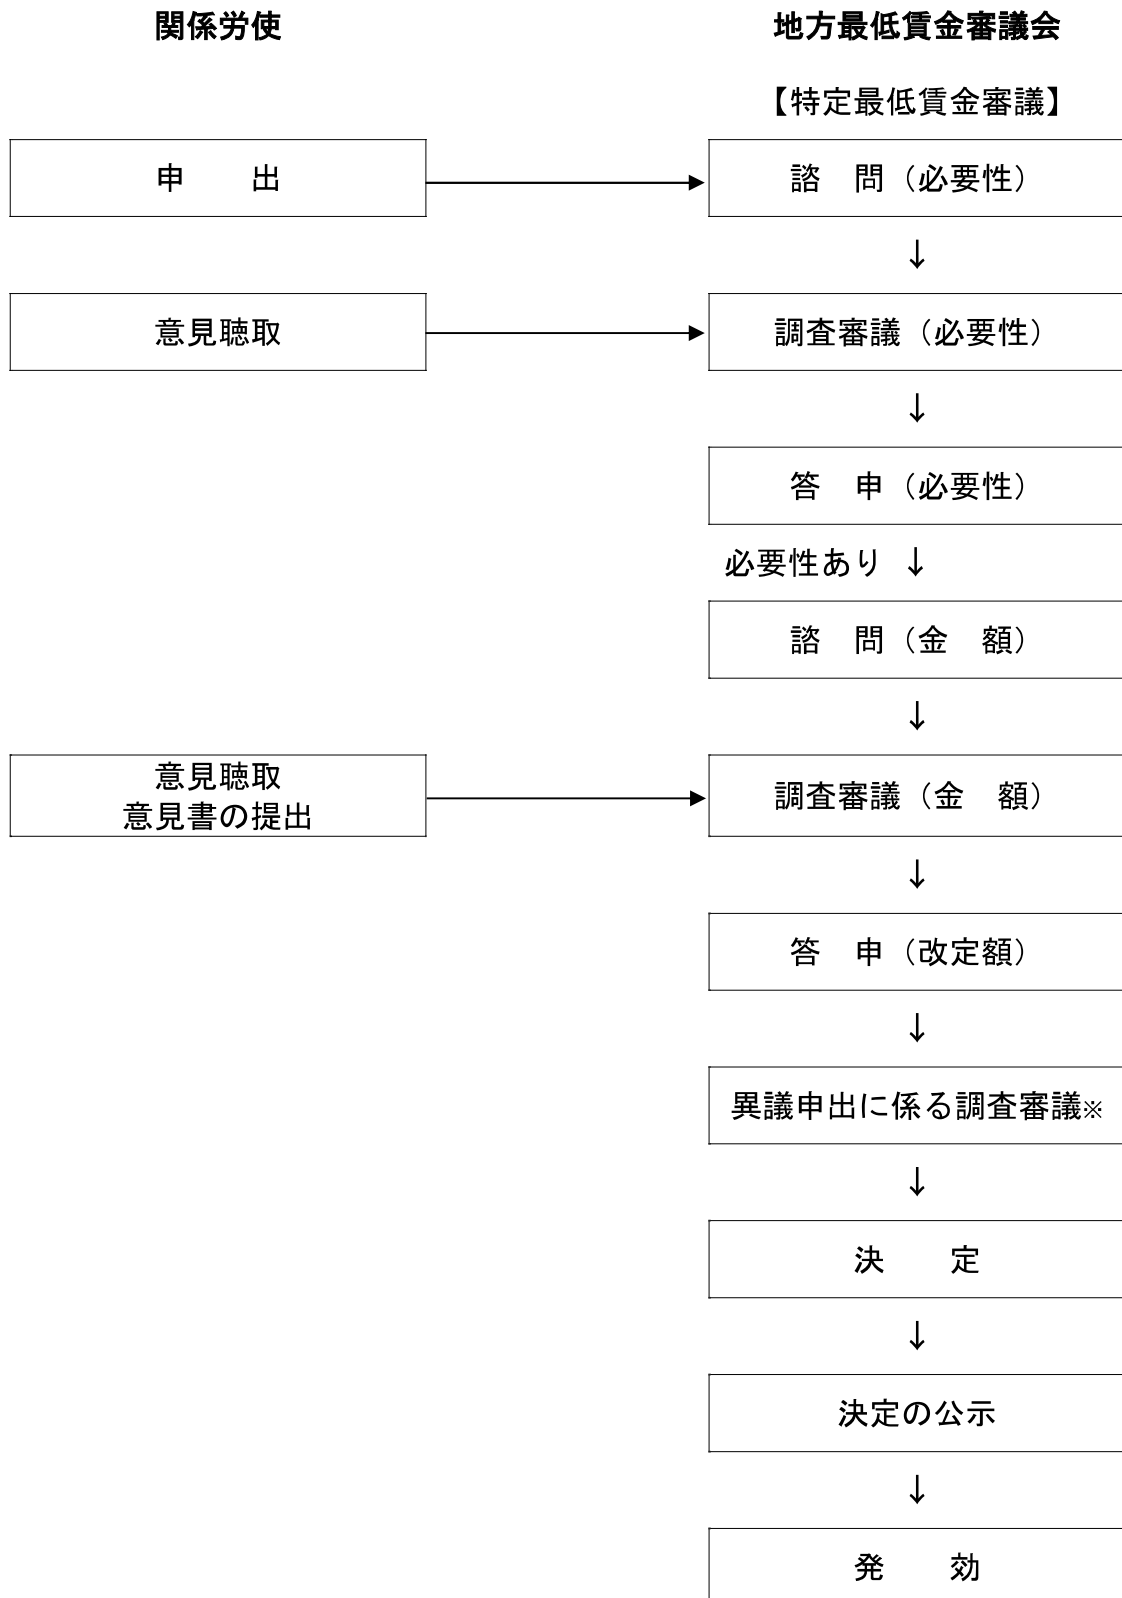 関係労使
地方最低賃金審議会
【特定最低賃金審議】
申　　出
諮　問（必要性）
↓
意見聴取
調査審議（必要性）
↓
答　申（必要性）
必要性あり ↓
諮　問（金　額）
↓
意見聴取
意見書の提出
調査審議（金　額）
↓
答　申（改定額）
↓
異議申出に係る調査審議※
↓
決　　定
↓
決定の公示
↓
発　　効